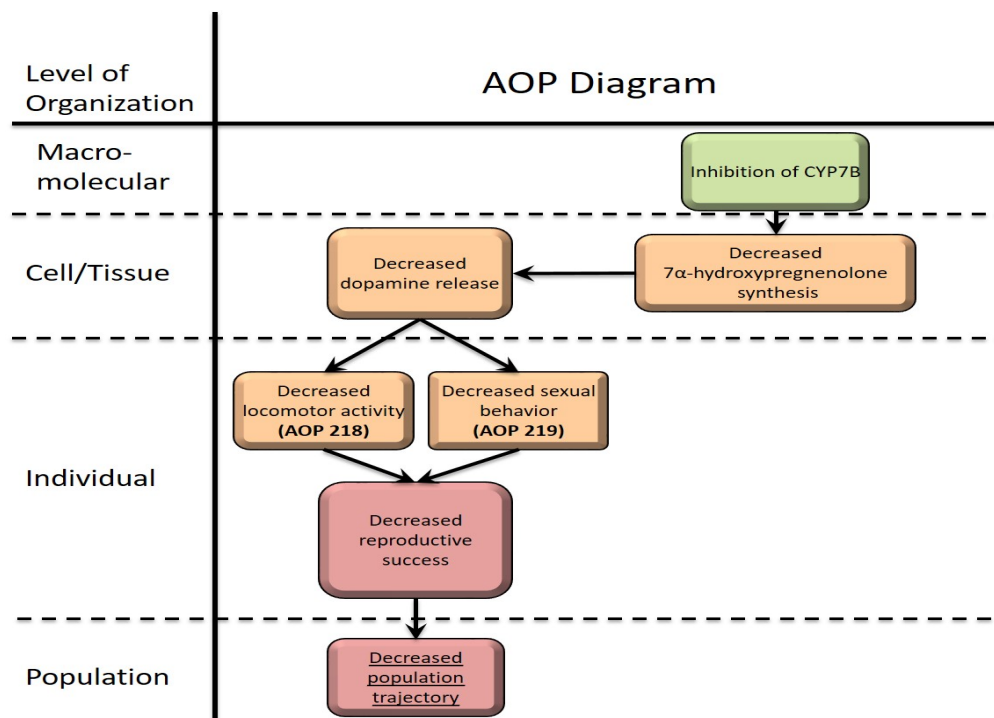 Level of
Organization
AOP Diagram
Macro-
molecular
Inhibition of CYP7B
Cell/Tissue
Decreased
dopamine release
Decreased
7α-hydroxypregnenolone
synthesis
Individual
Decreased
locomotor activity
(AOP 218)
Decreased sexual
behavior
(AOP 219)
Decreased
reproductive
success
Population
Decreased
population
trajectory